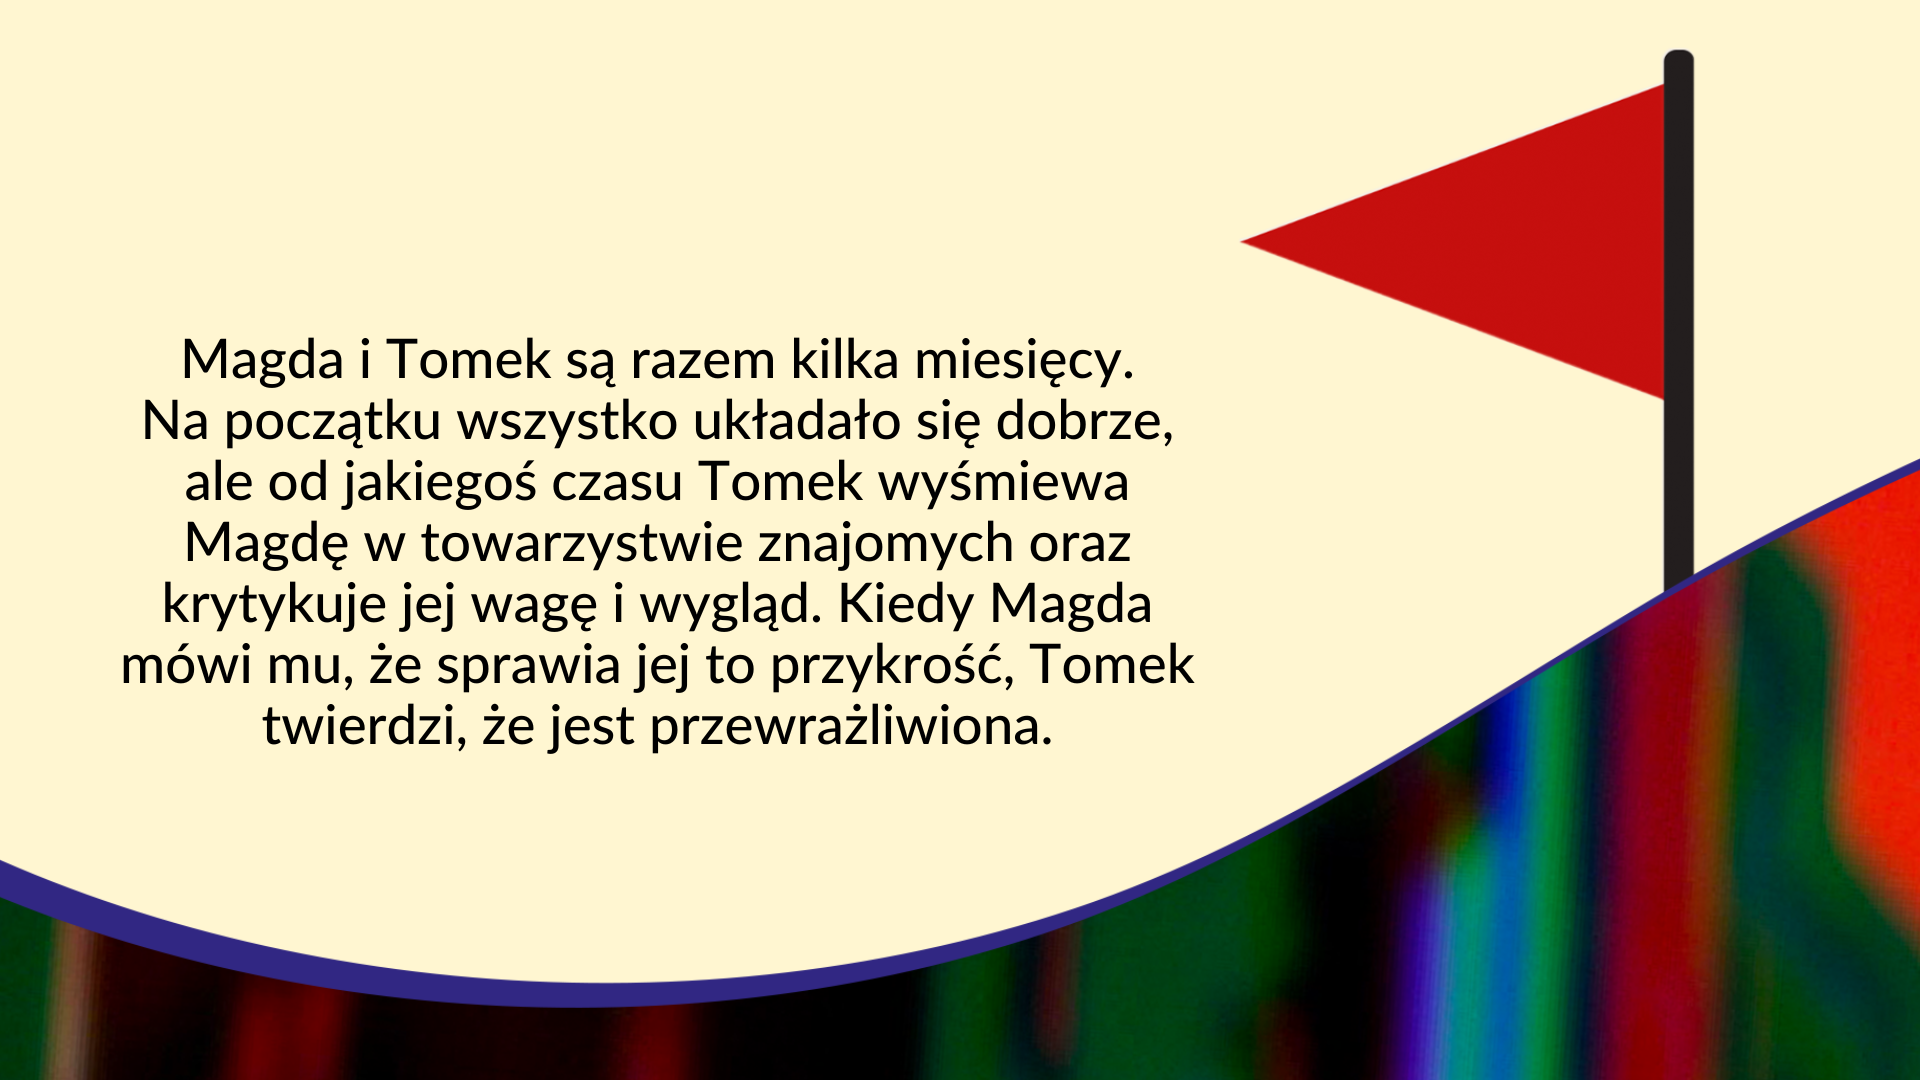 Magda i Tomek są razem kilka miesięcy.
Na początku wszystko układało się dobrze,
ale od jakiegoś czasu Tomek wyśmiewa
Magdę w towarzystwie znajomych oraz
krytykuje jej wagę i wygląd. Kiedy Magda
mówi mu, że sprawia jej to przykrość, Tomek
twierdzi, że jest przewrażliwiona.